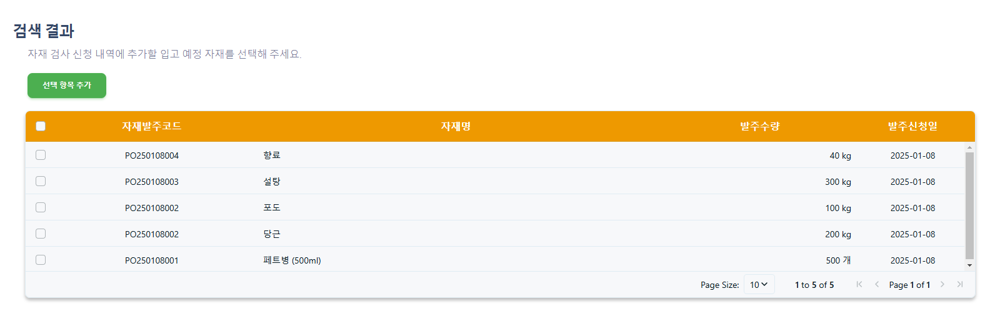 검색 결과
자재 검사 신청 내역에 추가할 입고 예정 자재를 선택해 주세요.
선택 항목 추가
자재발주코드 자재명 발주수량 발주신청일
PO250108004 향료 40 kg 2025-01-08
PO250108003 설탕 300 kg 2025-01-08
PO250108002 포도 100 kg 2025-01-08
PO250108002 당근 200 kg 2025-01-08
PO250108001 페트병 (500ml) 500 개 2025-01-08
Page Size: 10 1 to 5 of 5 Page 1 of 1